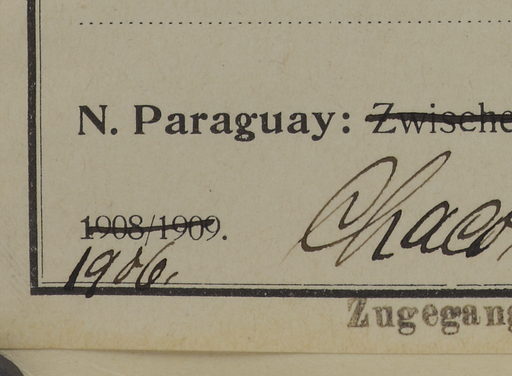 N. Paraguay: Zwische
1908/1909.
Chaco
1906.
Zugegang